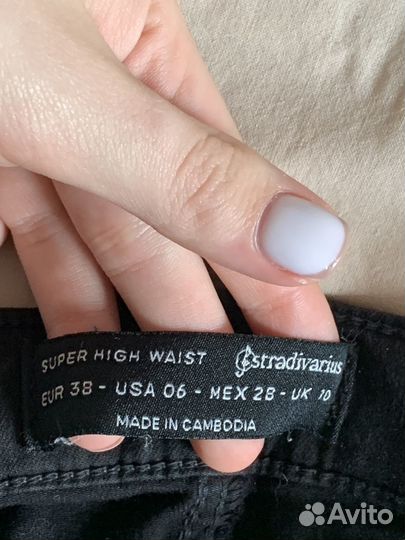 SUPER HIGH WAIST Stradivarius
EUR 38 - USA 06 - MEX 28 - UK 10
MADE IN CAMBODIA
Avito